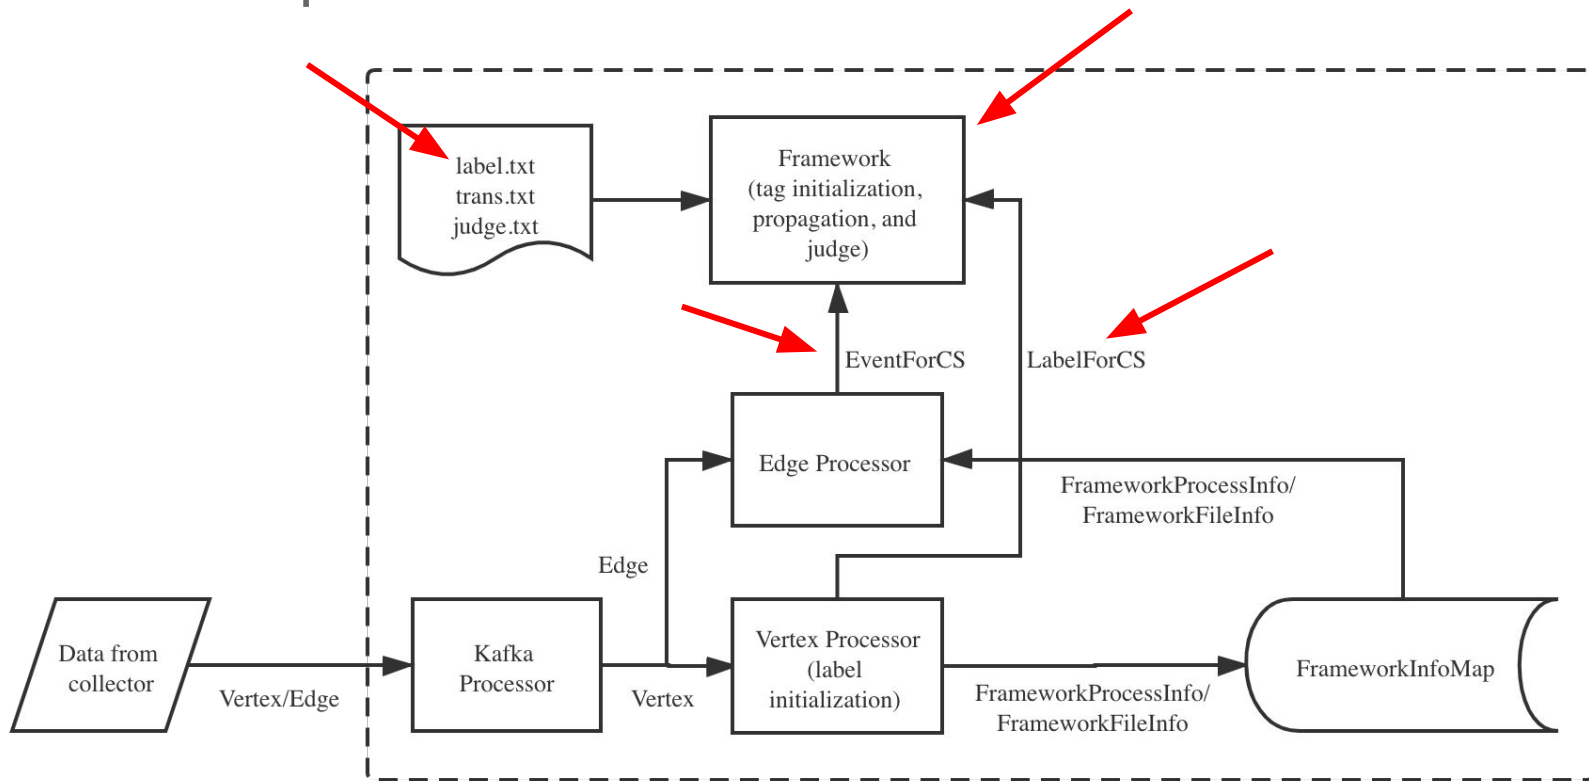 label.txt
trans.txt
judge.txt
Framework
(tag initialization,
propagation, and
judge)
EventForCS
LabelForCS
Edge Processor
FrameworkProcessInfo/
FrameworkFileInfo
Edge
Data from
collector
Vertex/Edge
Kafka
Processor
Vertex
Vertex Processor
(label
initialization)
FrameworkProcessInfo/
FrameworkFileInfo
FrameworkInfoMap